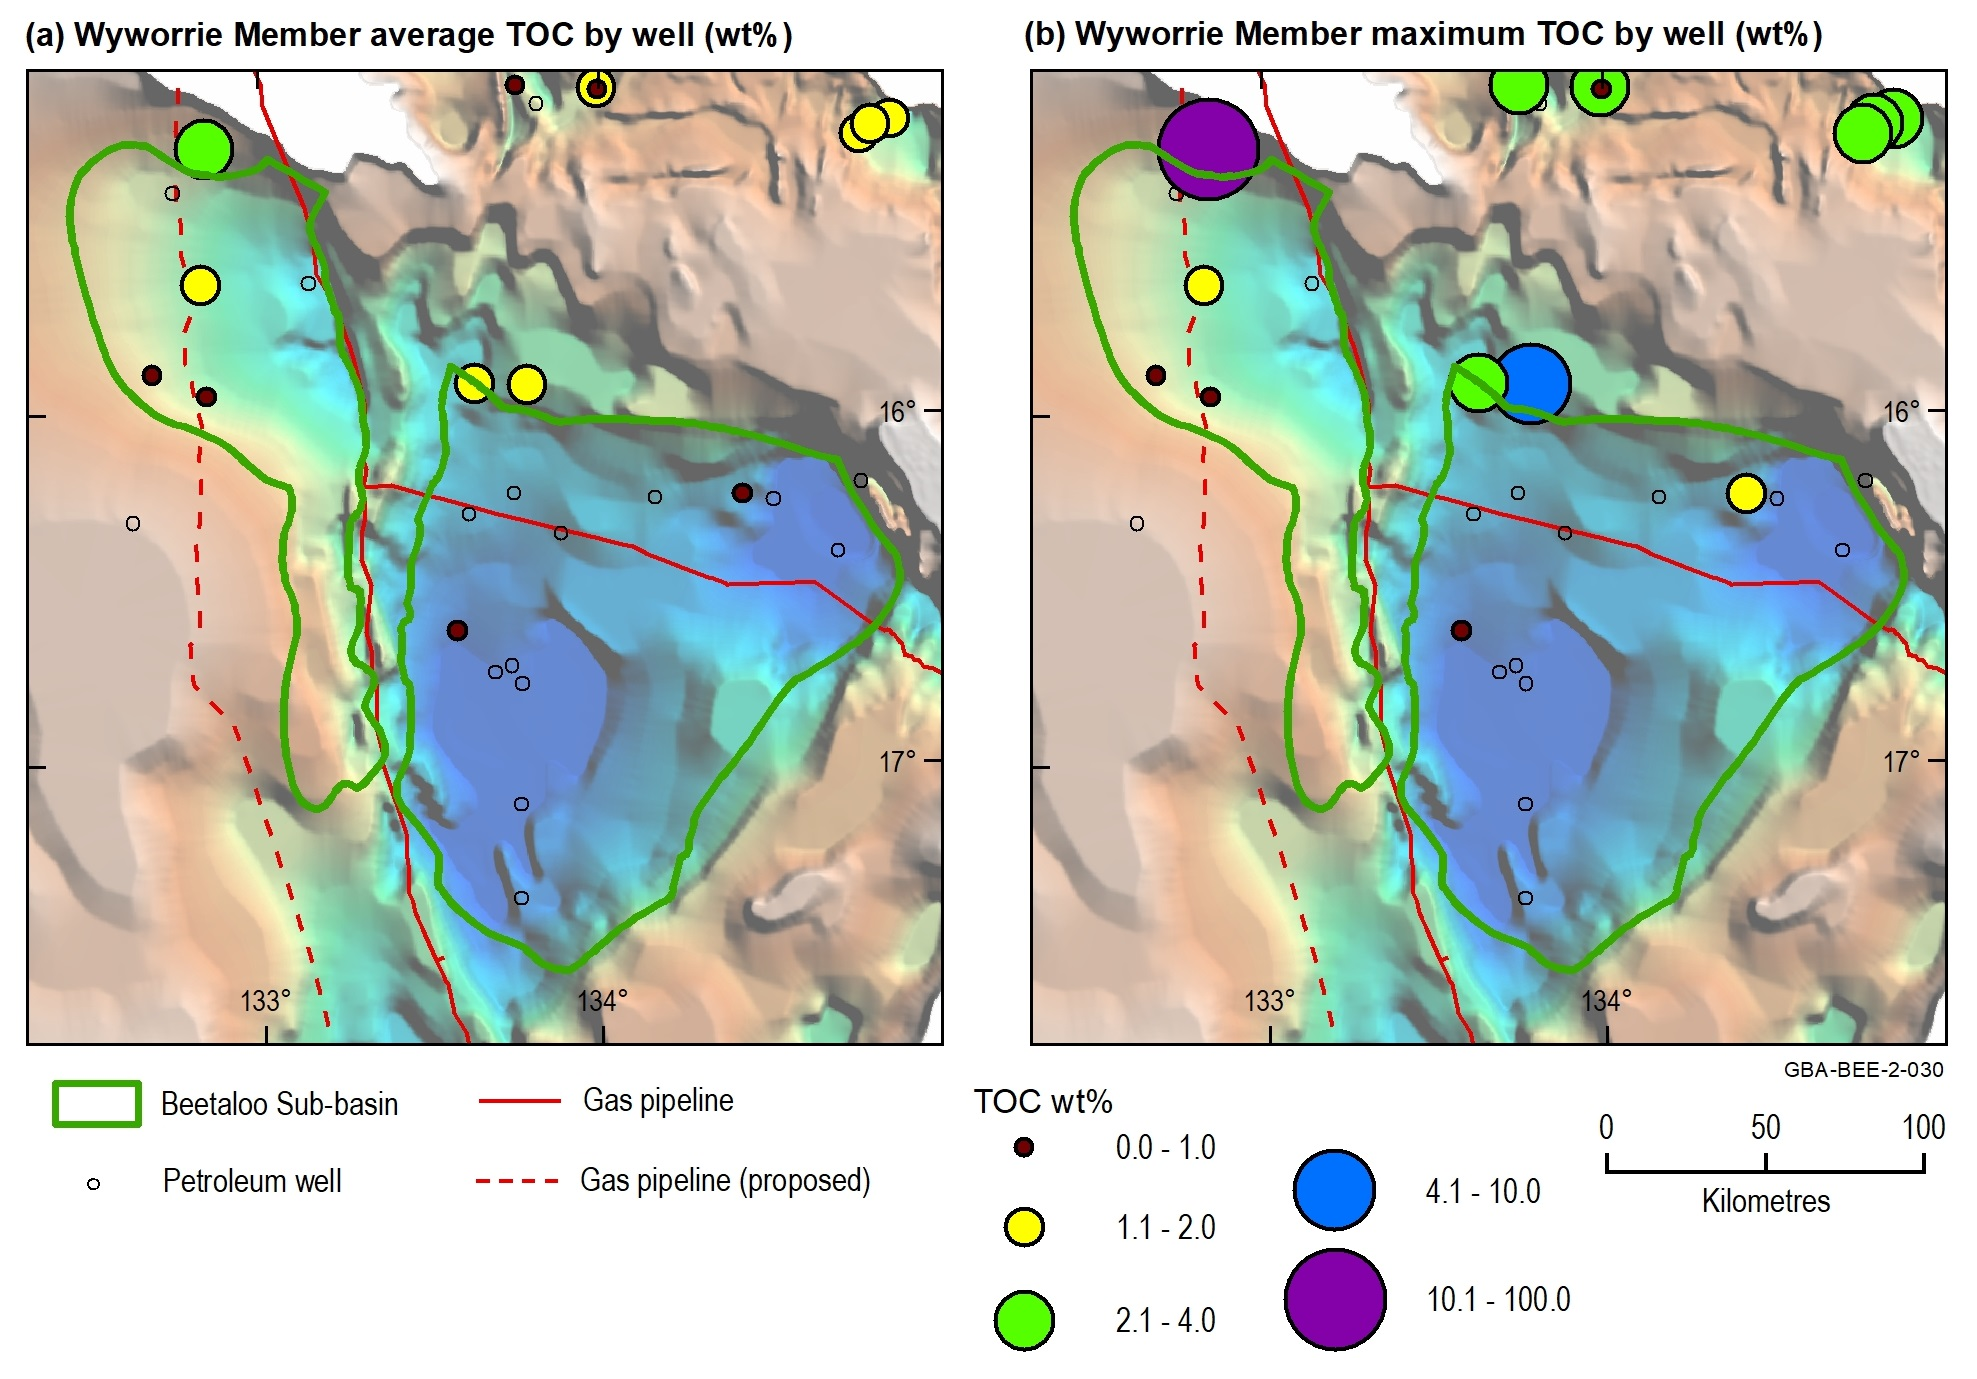 (a) Wyworrie Member average TOC by well (wt%)
(b) Wyworrie Member maximum TOC by well (wt%)
16°
17°
133°
134°
16°
17°
133°
134°
GBA-BEE-2-030
Beetaloo Sub-basin
Gas pipeline
Petroleum well
Gas pipeline (proposed)
TOC wt%
0.0 - 1.0
1.1 - 2.0
2.1 - 4.0
4.1 - 10.0
10.1 - 100.0
0 50 100
Kilometres